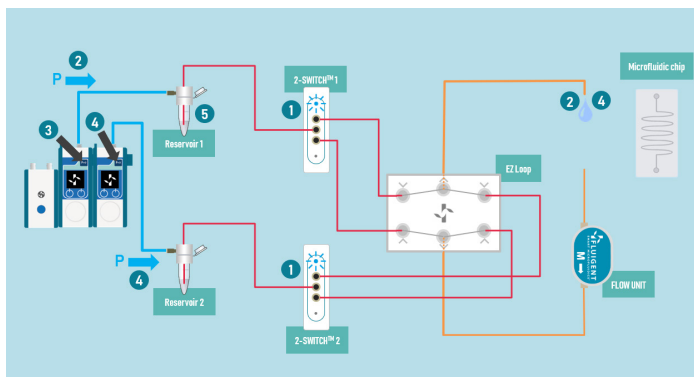 P
2
3
4
5
Reservoir 1
2-SWITCH™ 1
1
2
4
Microfluidic chip
EZ Loop
P
4
Reservoir 2
1
2-SWITCH™ 2
FLUIGENT
M
FLOW UNIT